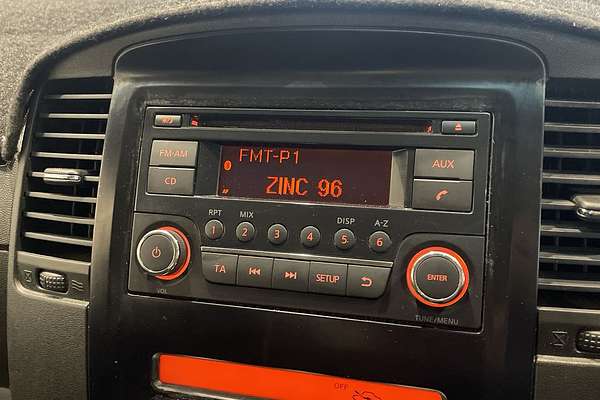 FMT-P1
ZINC 96
FM•AM
CD
AUX
RPT
MIX
DISP
A-Z
1
2
3
4
5
6
TA
SETUP
ENTER
VOL
TUNE/MENU
OFF